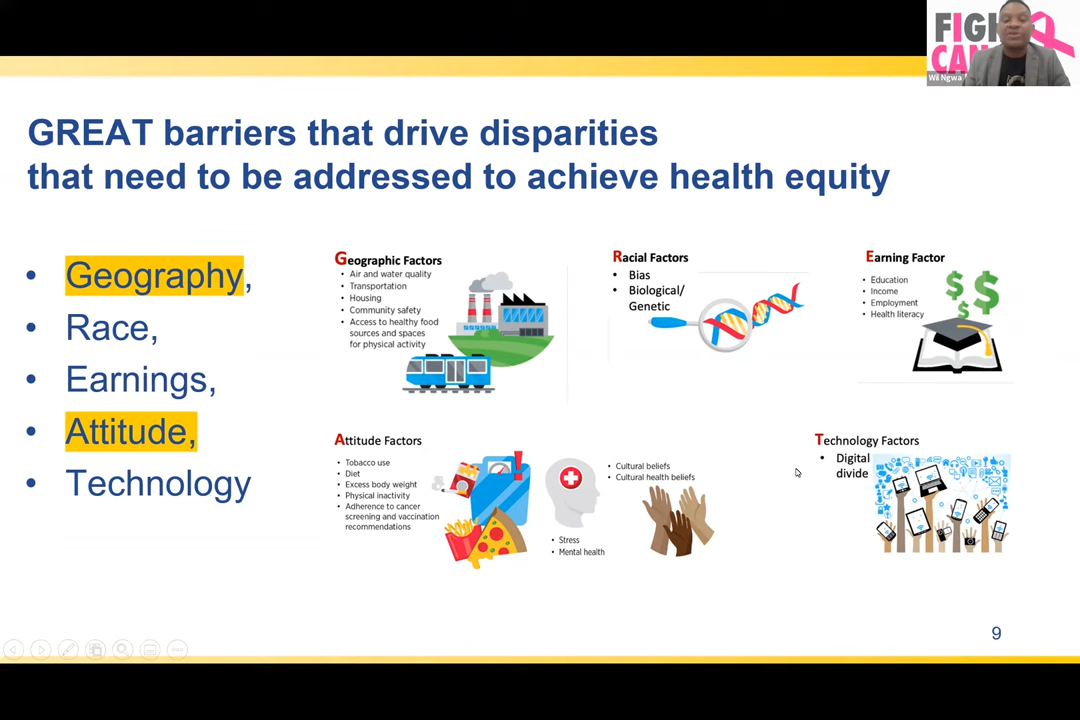 FIGH
CAN
Wil Ngwa
GREAT barriers that drive disparities
that need to be addressed to achieve health equity
• Geography,
• Race,
• Earnings,
• Attitude,
• Technology
Geographic Factors
• Air and water quality
• Transportation
• Housing
• Community safety
• Access to healthy food
sources and spaces
for physical activity
Racial Factors
• Bias
• Biological/
Genetic
Earning Factor
• Education
• Income
• Employment
• Health literacy
Attitude Factors
• Tobacco use
• Diet
• Excess body weight
• Physical inactivity
• Adherence to cancer
screening and vaccination
recommendations
• Stress
• Mental health
• Cultural beliefs
• Cultural health beliefs
Technology Factors
• Digital
divide
9